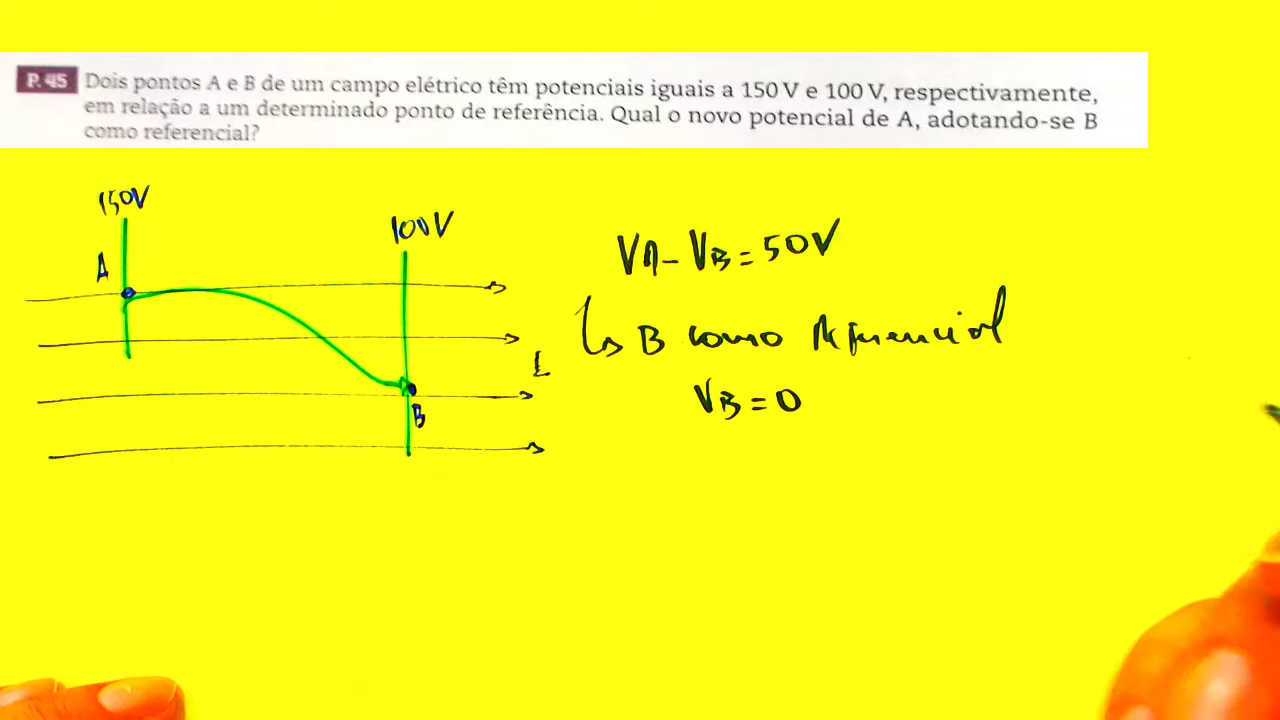 P. 45 Dois pontos A e B de um campo elétrico têm potenciais iguais a 150 V e 100 V, respectivamente,
em relação a um determinado ponto de referência. Qual o novo potencial de A, adotando-se B
como referencial?
150V
100V
A
VA - VB = 50V
B como referencial
E
VB = 0
B